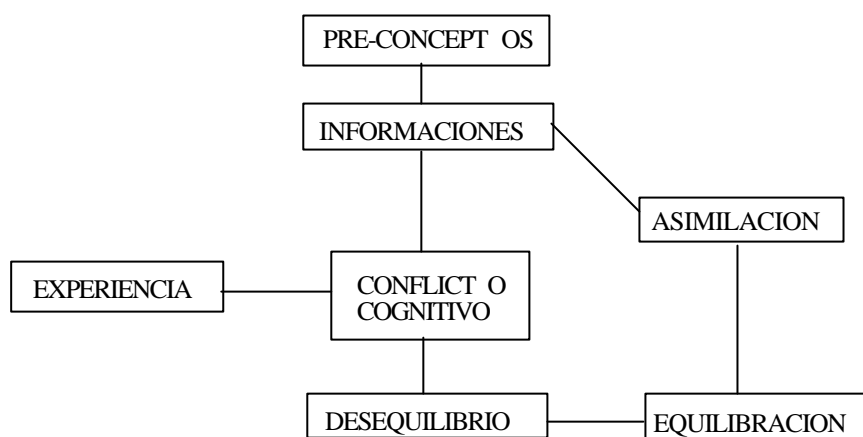 PRE-CONCEPT OS
INFORMACIONES
ASIMILACION
EXPERIENCIA
CONFLICT O
COGNITIVO
DESEQUILIBRIO
EQUILIBRACION